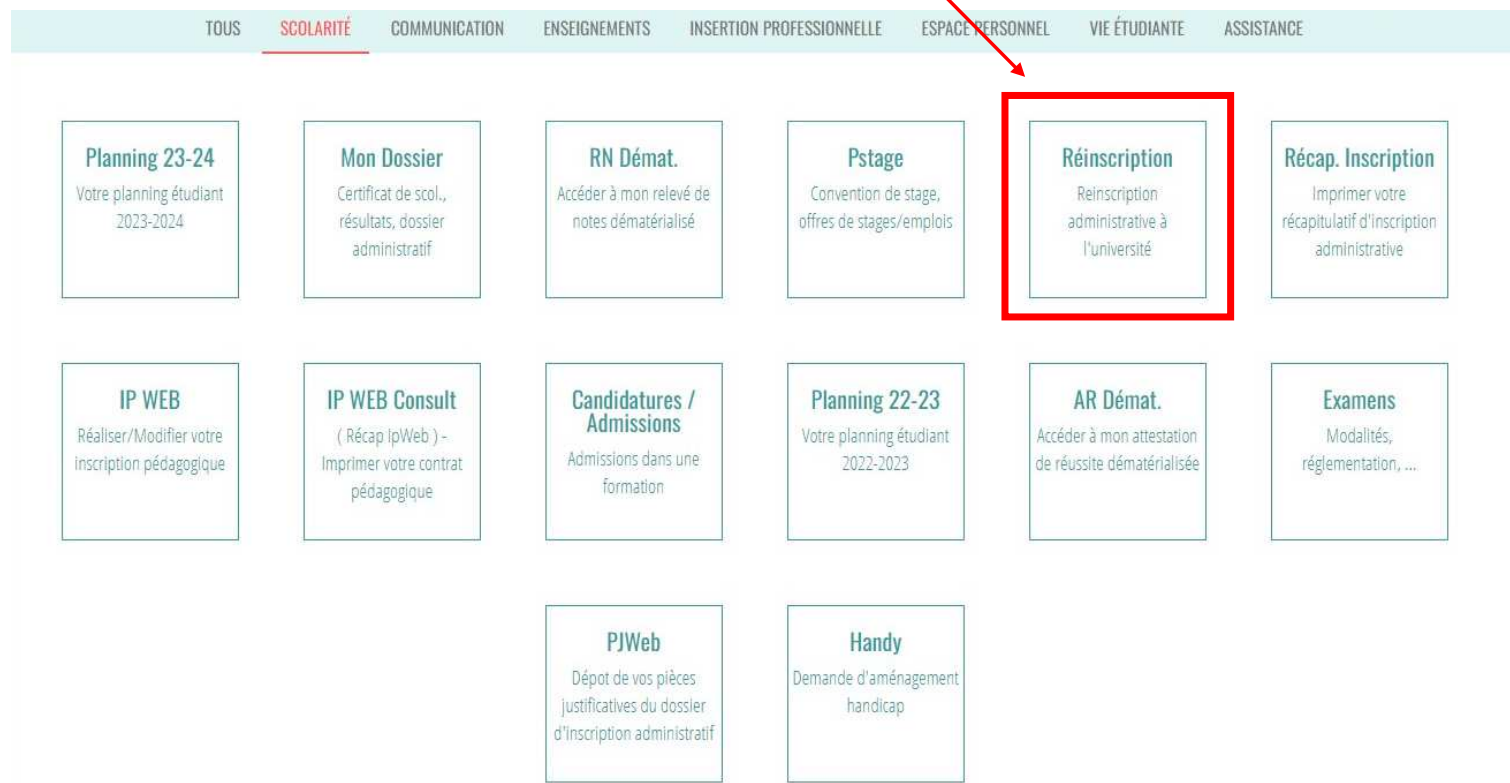 TOUS SCOLARITÉ COMMUNICATION ENSEIGNEMENTS INSERTION PROFESSIONNELLE ESPACE PERSONNEL VIE ÉTUDIANTE ASSISTANCE
Planning 23-24
Votre planning étudiant
2023-2024
Mon Dossier
Certificat de scol.,
résultats, dossier
administratif
RN Démat.
Accéder à mon relevé de
notes dématérialisé
Pstage
Convention de stage,
offres de stages/emplois
Réinscription
Reinscription
administrative à
l'université
Récap. Inscription
Imprimer votre
récapitulatif d'inscription
administrative
IP WEB
Réaliser/Modifier votre
inscription pédagogique
IP WEB Consult
( Récap IpWeb ) -
Imprimer votre contrat
pédagogique
Candidatures /
Admissions
Admissions dans une
formation
Planning 22-23
Votre planning étudiant
2022-2023
AR Démat.
Accéder à mon attestation
de réussite dématérialisée
Examens
Modalités,
réglementation, ...
PJWeb
Dépot de vos pièces
justificatives du dossier
d'inscription administratif
Handy
Demande d'aménagement
handicap